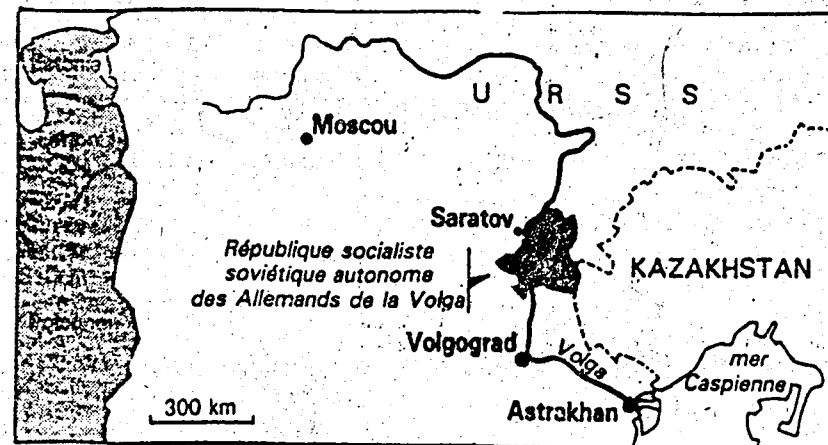 Estonie
U R S S
Moscou
Saratov
République socialiste
soviétique autonome
des Allemands de la Volga
KAZAKHSTAN
Volgograd
Volga
mer
Caspienne
Astrakhan
300 km